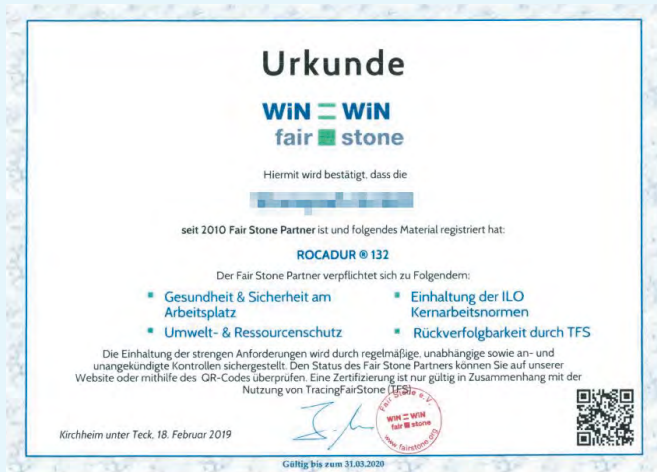 Urkunde
WiN WiN
fair stone
Hiermit wird bestätigt, dass die
seit 2010 Fair Stone Partner ist und folgendes Material registriert hat:
ROCADUR ® 132
Der Fair Stone Partner verpflichtet sich zu Folgendem:
Gesundheit & Sicherheit am
Arbeitsplatz
Umwelt- & Ressourcenschutz
Einhaltung der ILO
Kernarbeitsnormen
Rückverfolgbarkeit durch TFS
Die Einhaltung der strengen Anforderungen wird durch regelmäßige, unabhängige sowie an- und
unangekündigte Kontrollen sichergestellt. Den Status des Fair Stone Partners können Sie auf unserer
Website oder mithilfe des QR-Codes überprüfen. Eine Zertifizierung ist nur gültig in Zusammenhang mit der
Nutzung von TracingFairStone (TFS)
Fair Stone e.V.
WiN WiN
fair stone
www.fairstone.org
Kirchheim unter Teck, 18. Februar 2019
Gültig bis zum 31.03.2020